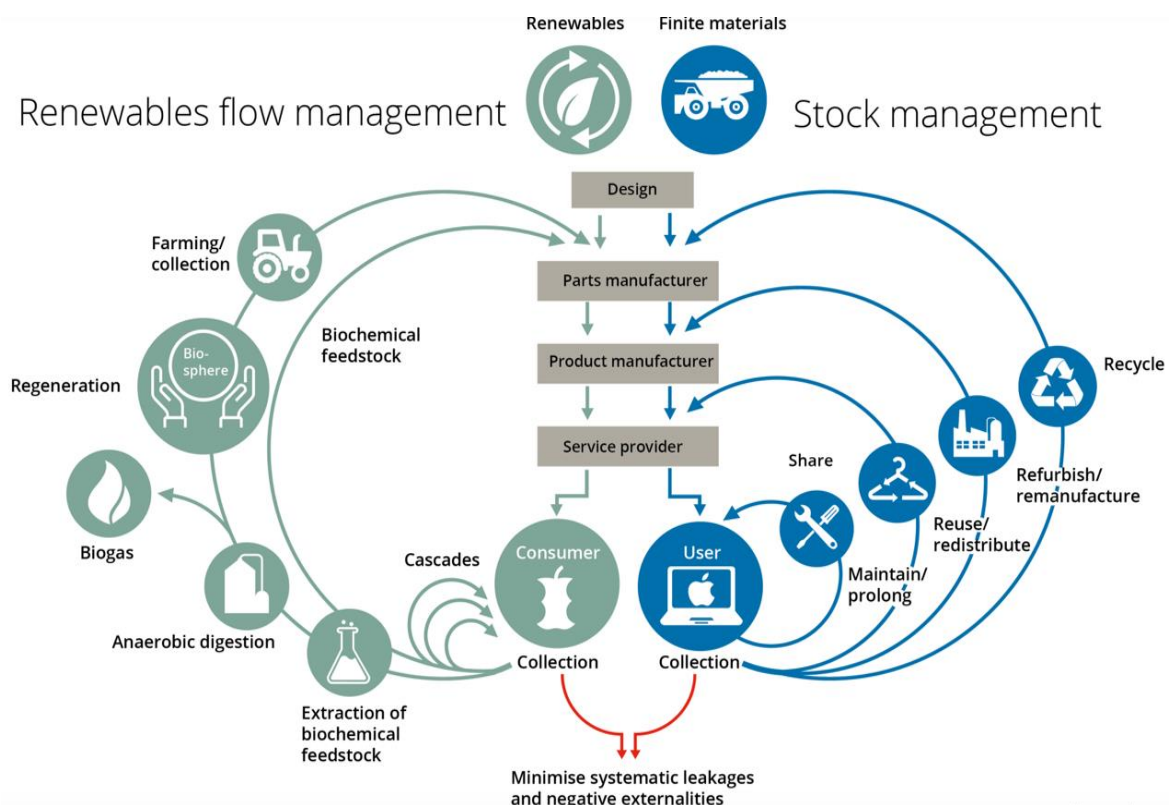 Renewables
Finite materials
Renewables flow management
Stock management
Design
Farming/
collection
Parts manufacturer
Biochemical
feedstock
Bio-
sphere
Product manufacturer
Recycle
Regeneration
Service provider
Share
Refurbish/
remanufacture
Biogas
Cascades
Consumer
User
Reuse/
redistribute
Maintain/
prolong
Anaerobic digestion
Collection
Collection
Extraction of
biochemical
feedstock
Minimise systematic leakages
and negative externalities